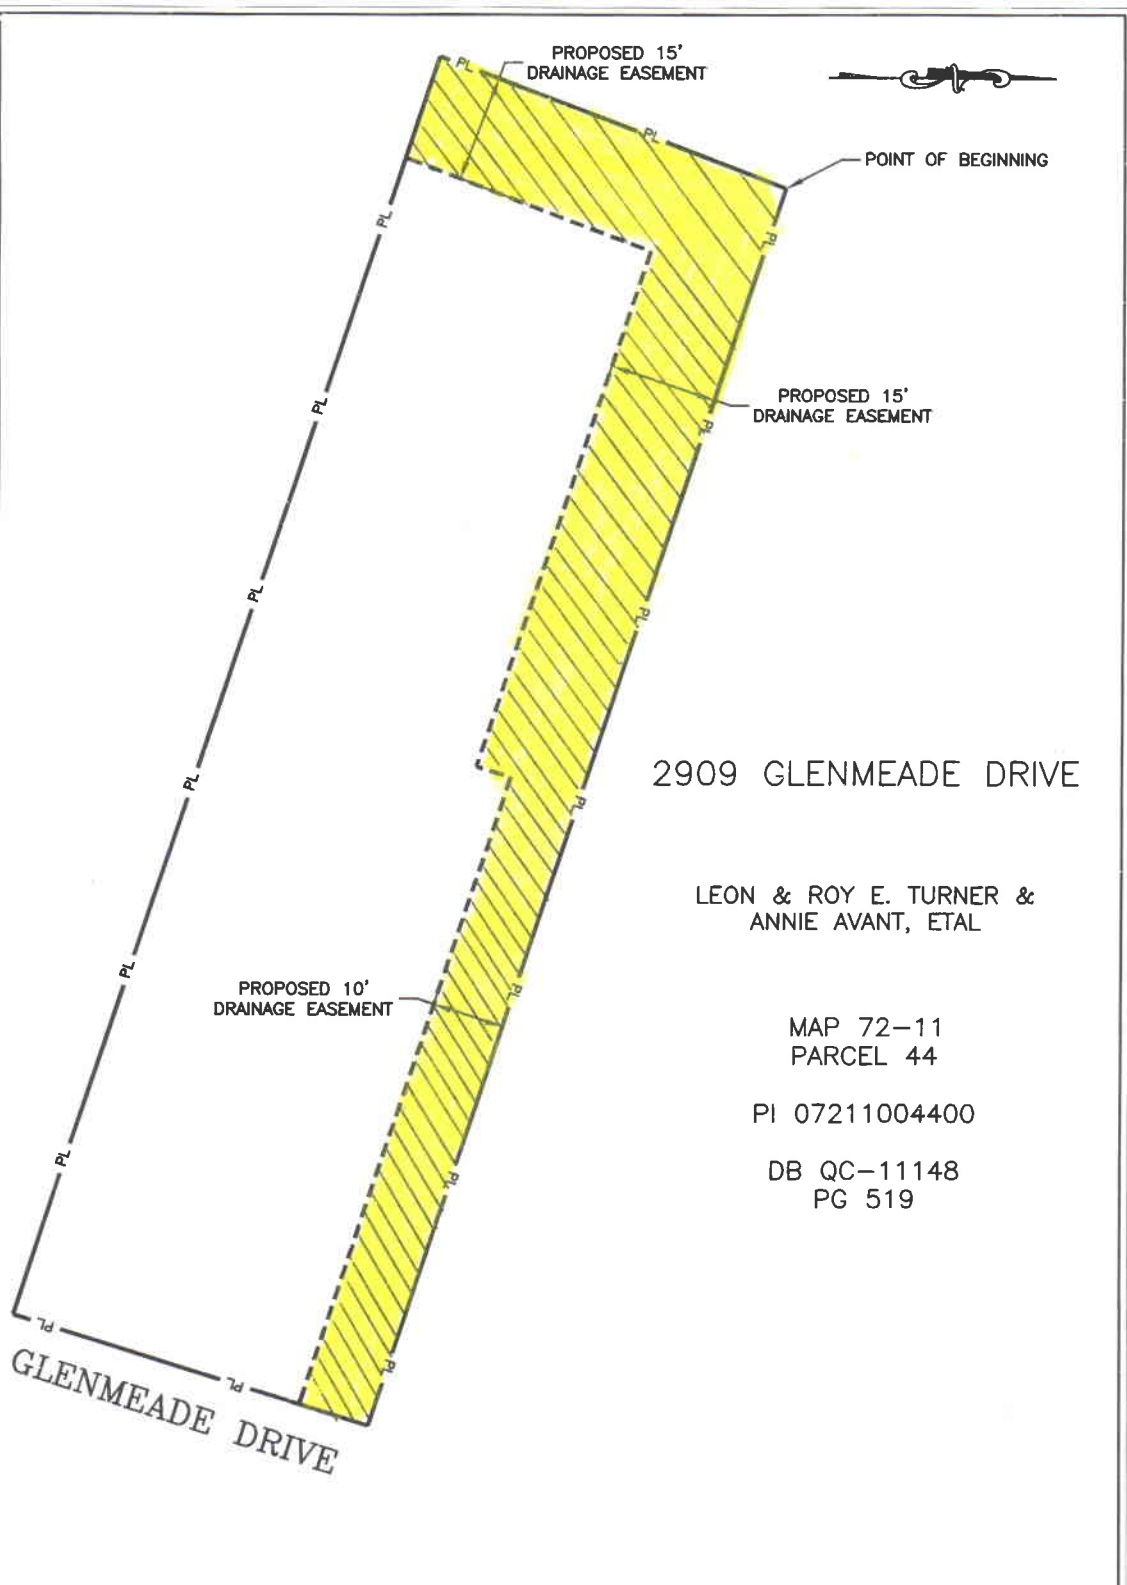 PROPOSED 15'
DRAINAGE EASEMENT
PL
PL
POINT OF BEGINNING
PL
PL
PROPOSED 15'
DRAINAGE EASEMENT
PL
PL
PL
PL
2909 GLENMEADE DRIVE
PL
PL
LEON & ROY E. TURNER &
ANNIE AVANT, ETAL
PL
PROPOSED 10'
DRAINAGE EASEMENT
PL
MAP 72-11
PARCEL 44
PI 07211004400
DB QC-11148
PG 519
PL
PL
PL
PL
PL
GLENMEADE DRIVE